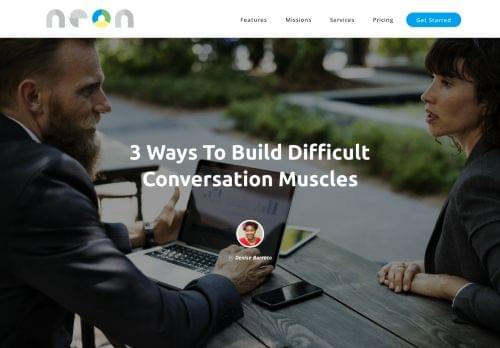 neon
Features Missions Services Pricing Get Started
3 Ways To Build Difficult
Conversation Muscles
By Denise Barreto